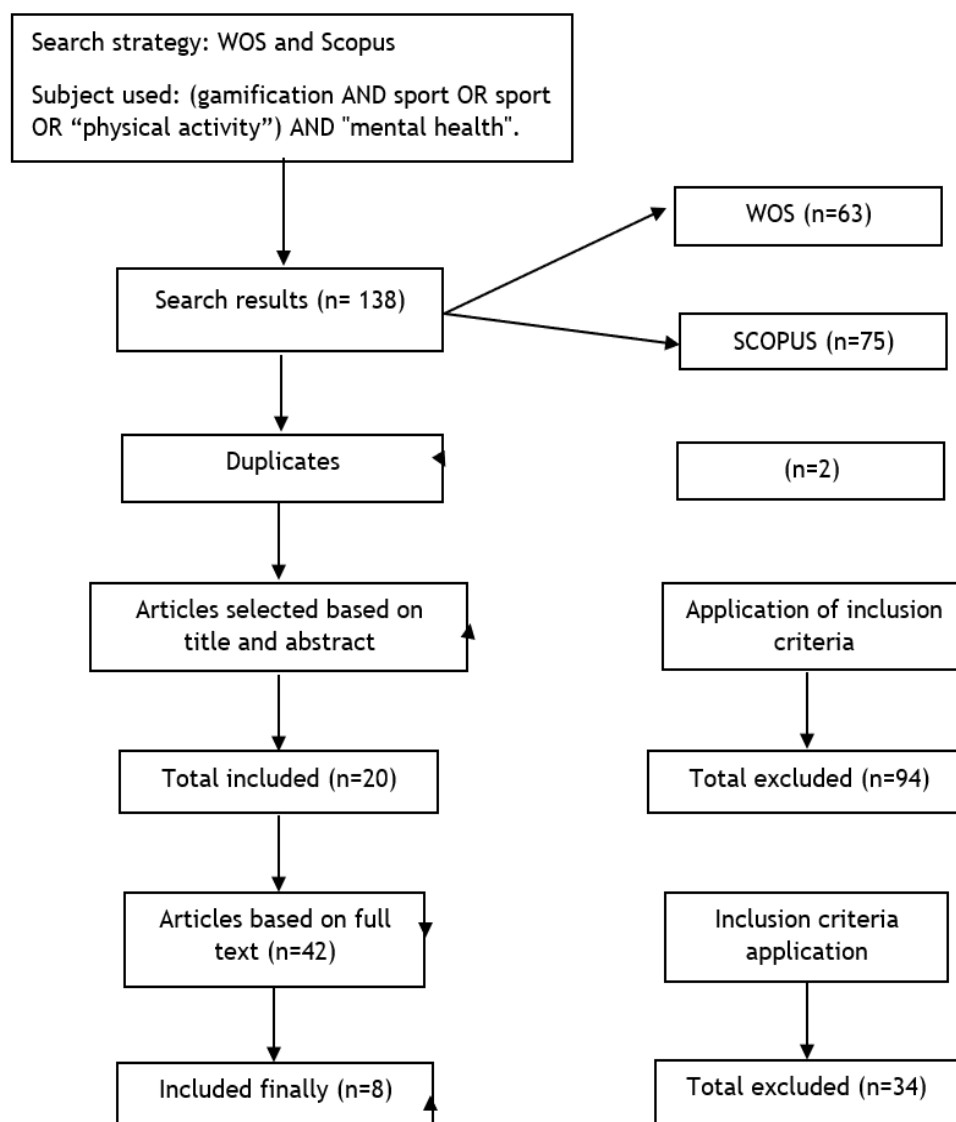 Search strategy: WOS and Scopus
Subject used: (gamification AND sport OR sport
OR “physical activity”) AND "mental health".
WOS (n=63)
Search results (n= 138)
SCOPUS (n=75)
Duplicates
(n=2)
Articles selected based on
title and abstract
Application of inclusion
criteria
Total included (n=20)
Total excluded (n=94)
Articles based on full
text (n=42)
Inclusion criteria
application
Included finally (n=8)
Total excluded (n=34)